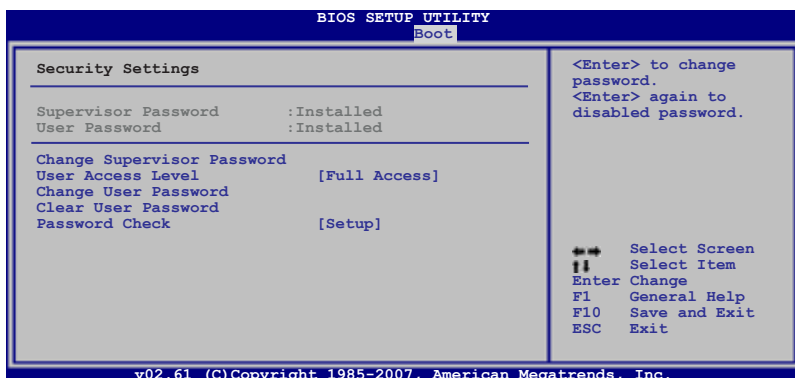 BIOS SETUP UTILITY
Boot
Security Settings
Supervisor Password :Installed
User Password :Installed
Change Supervisor Password
User Access Level [Full Access]
Change User Password
Clear User Password
Password Check [Setup]
<Enter> to change
password.
<Enter> again to
disabled password.
Select Screen
Select Item
Enter Change
F1 General Help
F10 Save and Exit
ESC Exit
v02.61 (C)Copyright 1985-2007, American Megatrends, Inc.